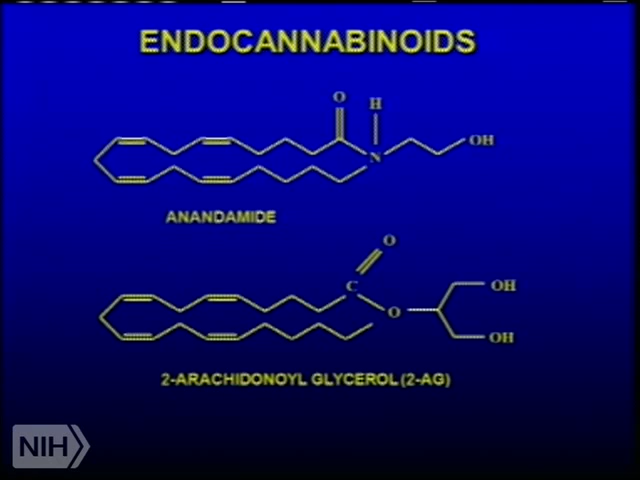 ENDOCANNABINOIDS
O
H
N
OH
ANANDAMIDE
O
C
O
OH
OH
2-ARACHIDONOYL GLYCEROL (2-AG)
NIH